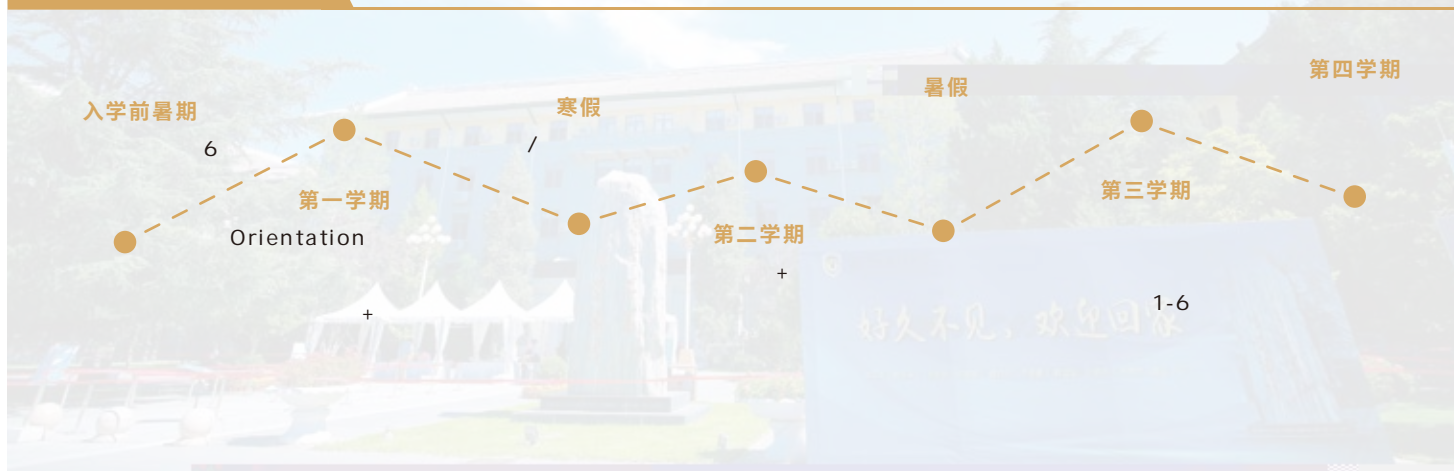 入学前暑期
6
第一学期
Orientation
+
寒假
/
第二学期
+
暑假
第三学期
1-6
第四学期
好久不见，欢迎回家